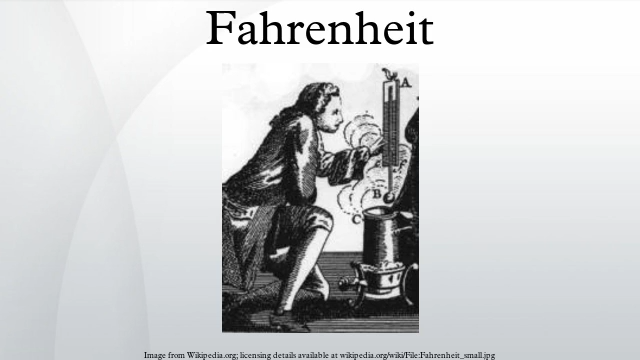 Fahrenheit
A
B
C
Image from Wikipedia.org; licensing details available at wikipedia.org/wiki/File:Fahrenheit_small.jpg